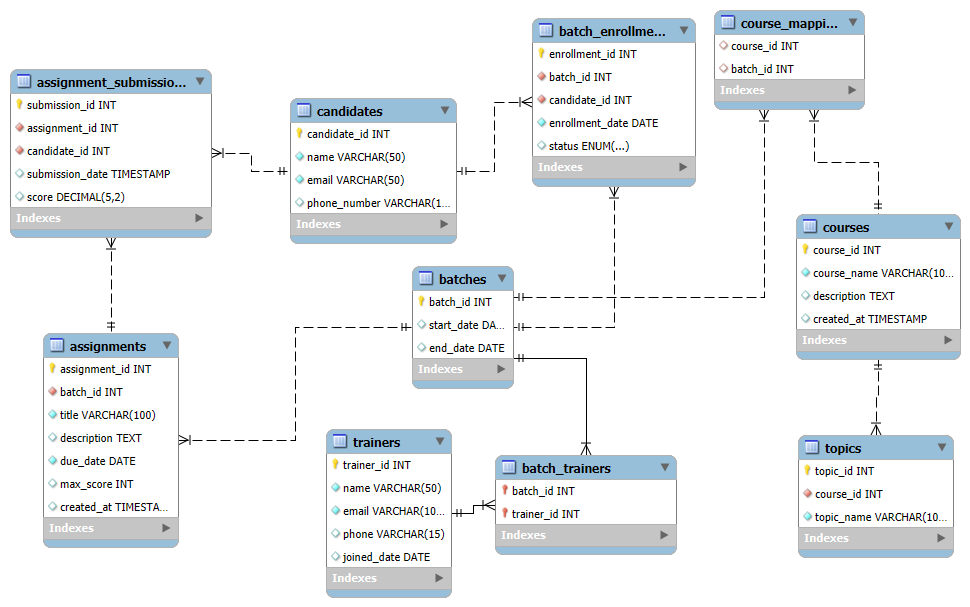 assignment_submissio...
submission_id INT
assignment_id INT
candidate_id INT
submission_date TIMESTAMP
score DECIMAL(5,2)
Indexes
candidates
candidate_id INT
name VARCHAR(50)
email VARCHAR(50)
phone_number VARCHAR(1...
Indexes
batch_enrollme...
enrollment_id INT
batch_id INT
candidate_id INT
enrollment_date DATE
status ENUM(...)
Indexes
course_mappi...
course_id INT
batch_id INT
Indexes
courses
course_id INT
course_name VARCHAR(10...
description TEXT
created_at TIMESTAMP
Indexes
batches
batch_id INT
start_date DA...
end_date DATE
Indexes
assignments
assignment_id INT
batch_id INT
title VARCHAR(100)
description TEXT
due_date DATE
max_score INT
created_at TIMESTA...
Indexes
trainers
trainer_id INT
name VARCHAR(50)
email VARCHAR(10...
phone VARCHAR(15)
joined_date DATE
Indexes
batch_trainers
batch_id INT
trainer_id INT
Indexes
topics
topic_id INT
course_id INT
topic_name VARCHAR(10...
Indexes